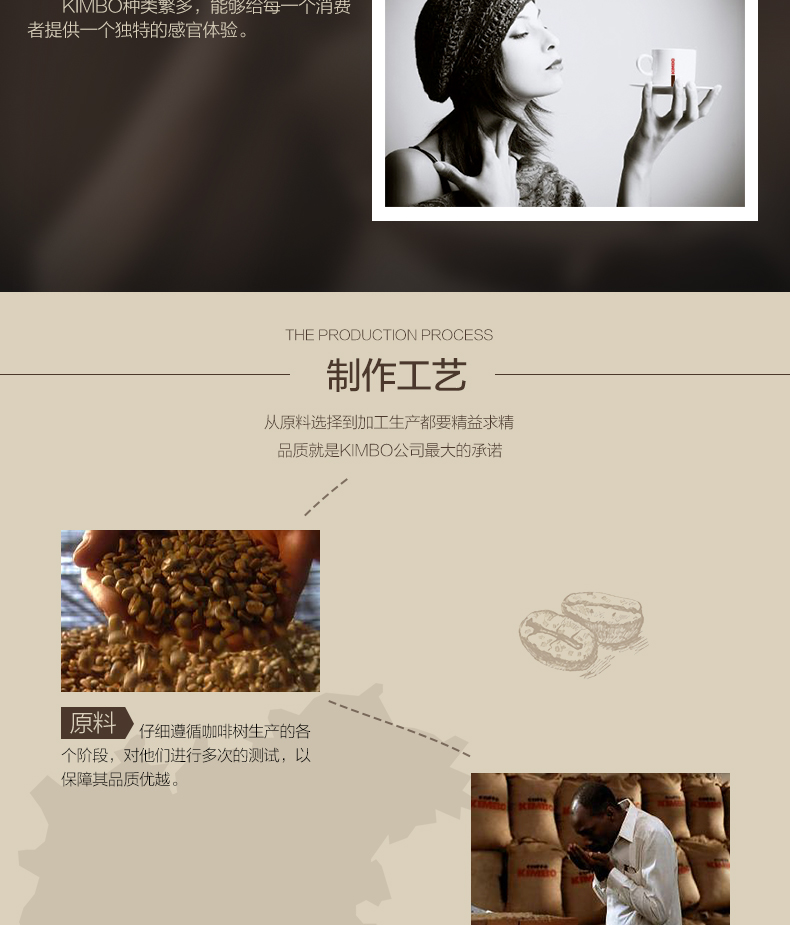 KIMBO种类繁多，能够给每一个消费
者提供一个独特的感官体验。
KIMBO
THE PRODUCTION PROCESS
制作工艺
从原料选择到加工生产都要精益求精
品质就是KIMBO公司最大的承诺
原料 仔细遵循咖啡树生产的各
个阶段，对他们进行多次的测试，以
保障其品质优越。
KIMBO
KIMBO
KIMBO
KIMBO
KIMBO